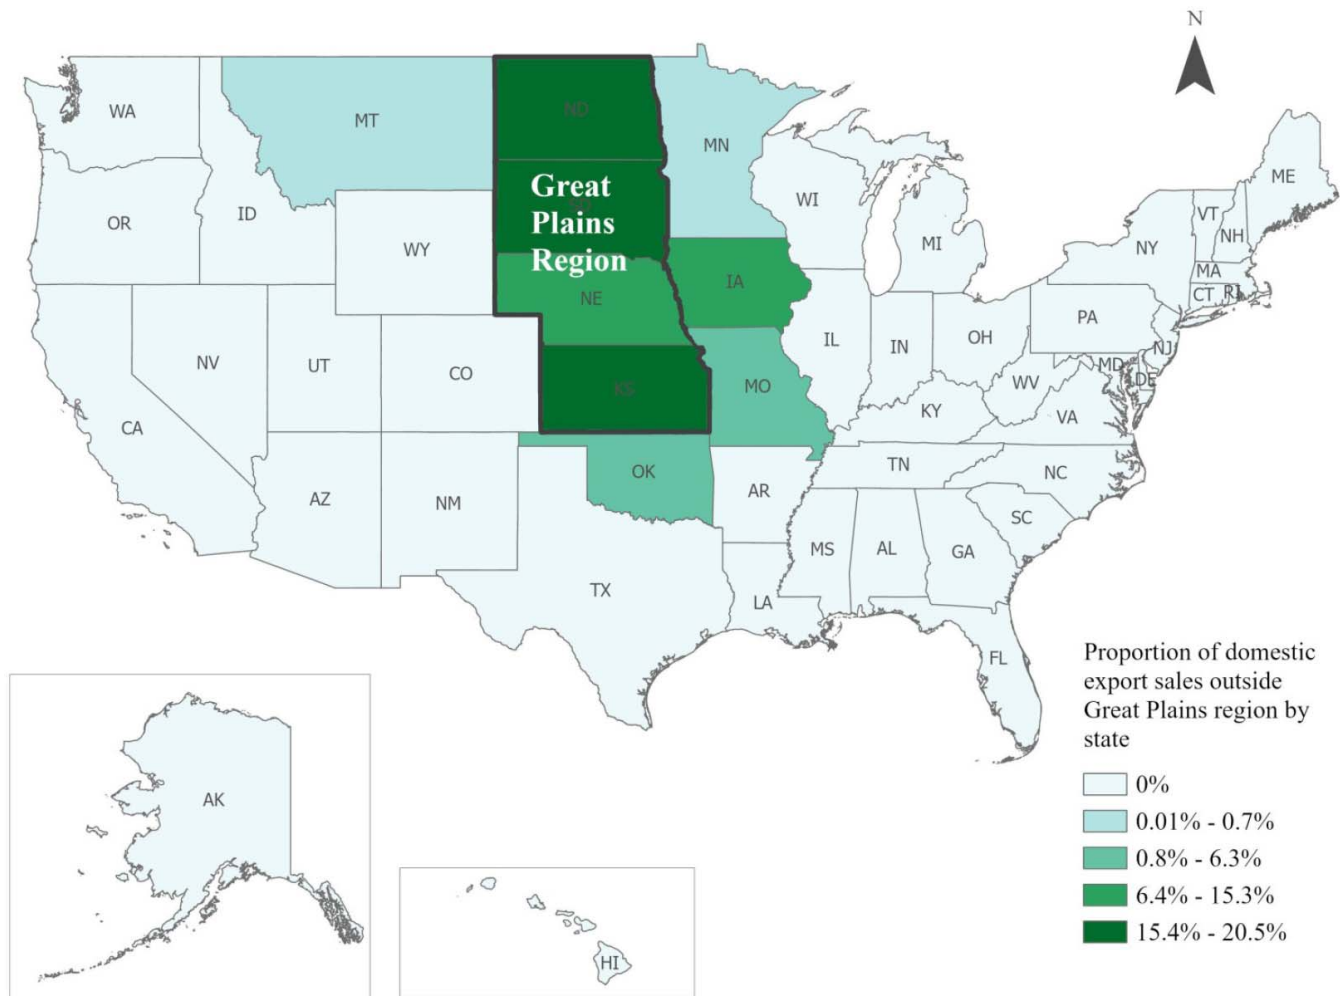 N
WA
MT
ND
MN
ME
OR
ID
WY
SD
Great
Plains
Region
WI
MI
NY
VT
NH
MA
CT
RI
NE
IA
PA
NJ
NV
UT
CO
KS
MO
IL
IN
OH
MD
DE
WV
VA
KY
CA
AZ
NM
OK
AR
TN
NC
SC
MS
AL
GA
TX
LA
FL
AK
HI
Proportion of domestic
export sales outside
Great Plains region by
state
0%
0.01% - 0.7%
0.8% - 6.3%
6.4% - 15.3%
15.4% - 20.5%